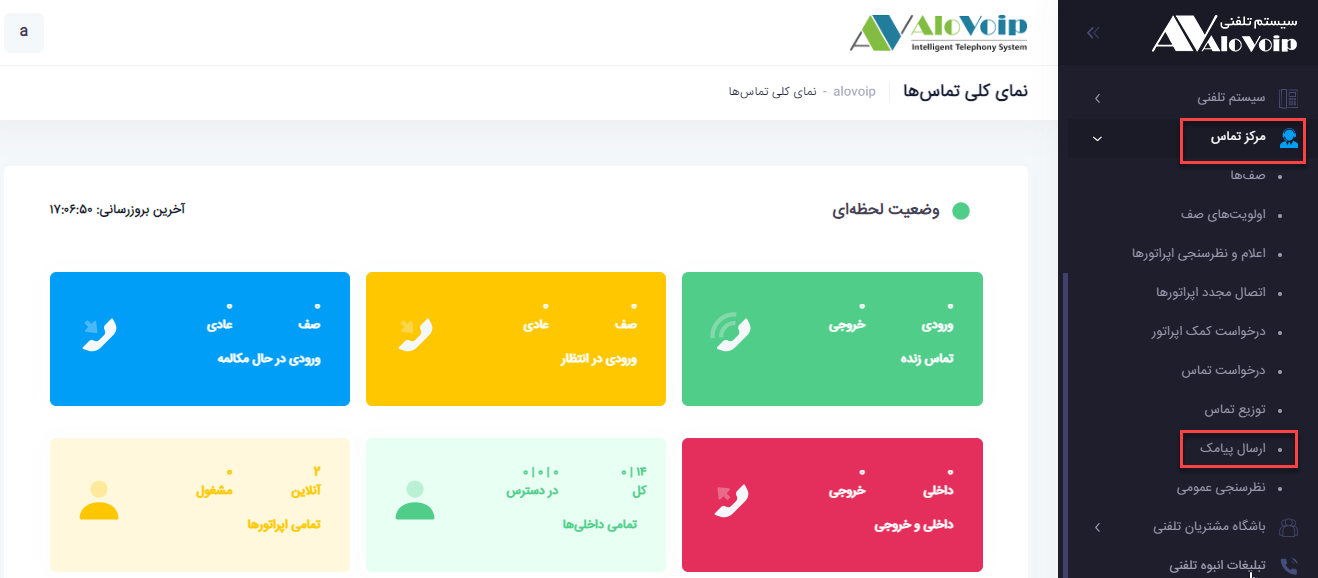 سیستم تلفنی
AloVoip
سیستم تلفنی
مرکز تماس
صف‌ها
اولویت‌های صف
اعلام و نظرسنجی اپراتورها
اتصال مجدد اپراتورها
درخواست کمک اپراتور
درخواست تماس
توزیع تماس
ارسال پیامک
نظرسنجی عمومی
باشگاه مشتریان تلفنی
تبلیغات انبوه تلفنی
AloVoip
Intelligent Telephony System
a
نمای کلی تماس‌ها
alovoip - نمای کلی تماس‌ها
وضعیت لحظه‌ای
آخرین بروزرسانی: ۱۷:۰۶:۵۰
۰ ۰
ورودی خروجی
تماس زنده
۰ ۰
صف عادی
ورودی در انتظار
۰ ۰
صف عادی
ورودی در حال مکالمه
۰ ۰
داخلی خروجی
داخلی و خروجی
۱۴ | ۰ ۰ | ۰ | ۰
کل در دسترس
تمامی داخلی‌ها
۲ ۰
آنلاین مشغول
تمامی اپراتورها